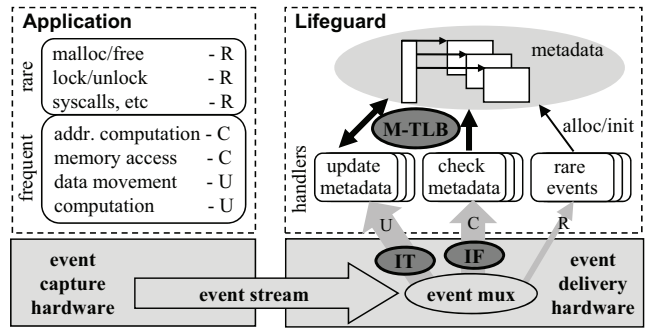 Application
rare
malloc/free - R
lock/unlock - R
syscalls, etc - R
frequent
addr. computation - C
memory access - C
data movement - U
computation - U
event
capture
hardware
event stream
Lifeguard
metadata
M-TLB
alloc/init
handlers
update
metadata
check
metadata
rare
events
U
C
R
IT
IF
event mux
event
delivery
hardware